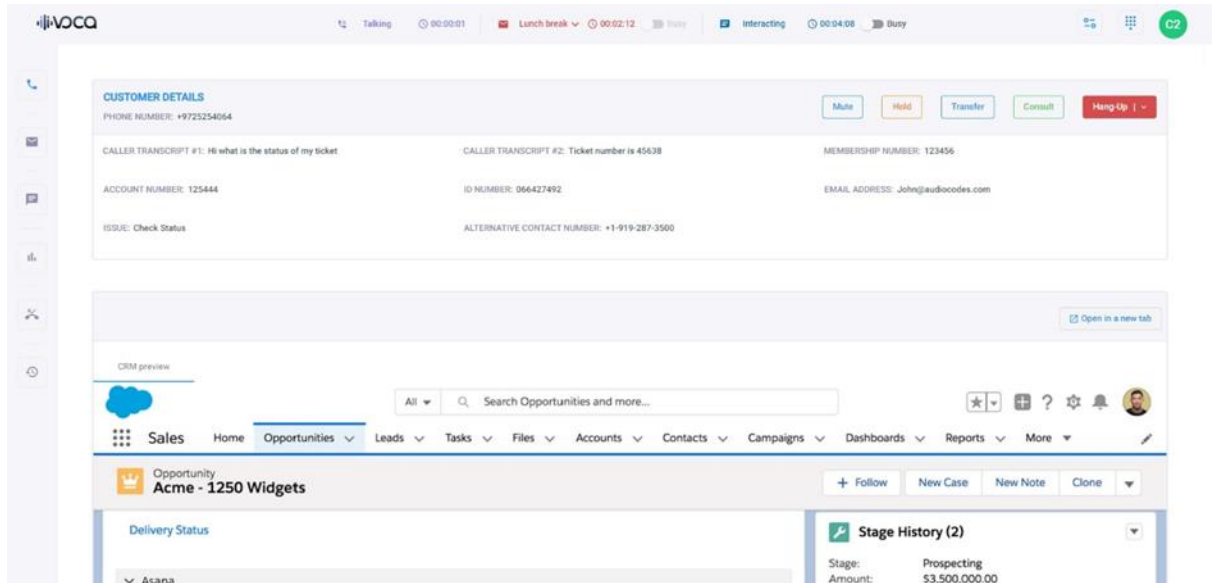 VOCA
Talking 00:00:01 Lunch break 00:02:12 Busy Interacting 00:04:08 Busy C2
CUSTOMER DETAILS
PHONE NUMBER: +9725254064
Mute Hold Transfer Consult Hang-Up
CALLER TRANSCRIPT #1: Hi what is the status of my ticket CALLER TRANSCRIPT #2: Ticket number is 45638 MEMBERSHIP NUMBER: 123456
ACCOUNT NUMBER: 125444 ID NUMBER: 066427492 EMAIL ADDRESS: John@audiocodes.com
ISSUE: Check Status ALTERNATIVE CONTACT NUMBER: +1-919-287-3500
Open in a new tab
CRM preview
All Search Opportunities and more...
Sales Home Opportunities Leads Tasks Files Accounts Contacts Campaigns Dashboards Reports More
Opportunity
Acme - 1250 Widgets
+ Follow New Case New Note Clone
Delivery Status
Stage History (2)
Stage: Prospecting
Amount: $3,500,000.00
Asana